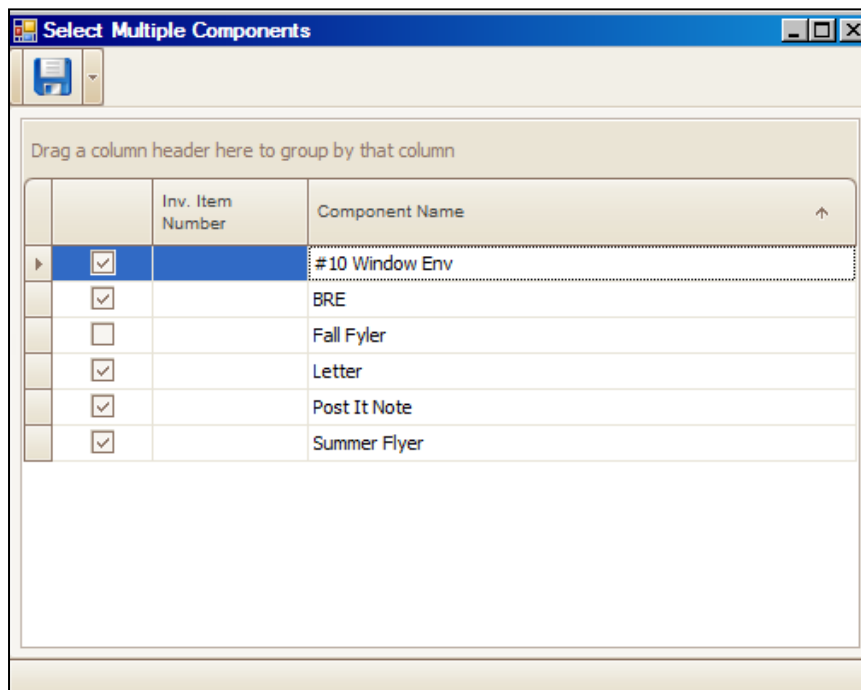 Select Multiple Components
Drag a column header here to group by that column
Inv. Item
Number
Component Name
#10 Window Env
BRE
Fall Fyler
Letter
Post It Note
Summer Flyer